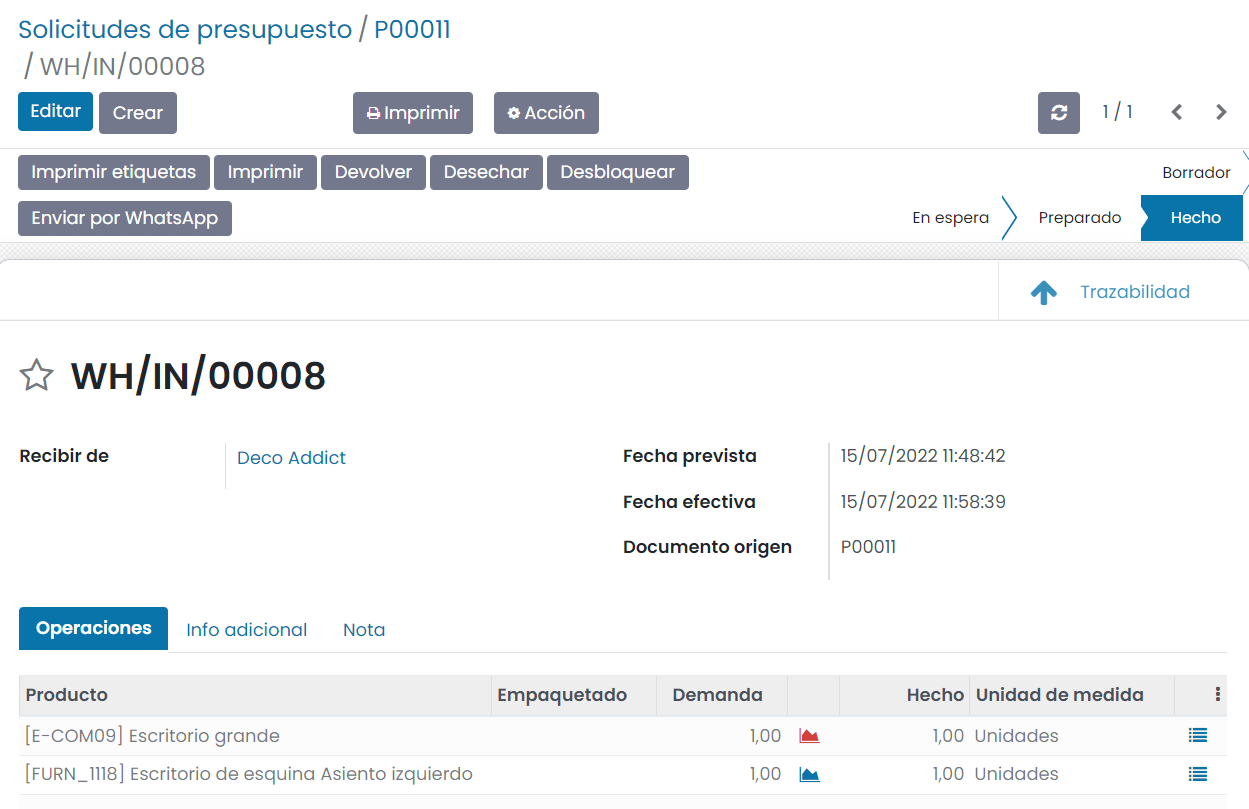 Solicitudes de presupuesto / P00011
/ WH/IN/00008
Editar Crear Imprimir Acción 1 / 1
Imprimir etiquetas Imprimir Devolver Desechar Desbloquear Borrador
Enviar por WhatsApp En espera Preparado Hecho
Trazabilidad
WH/IN/00008
Recibir de Deco Addict Fecha prevista 15/07/2022 11:48:42
Fecha efectiva 15/07/2022 11:58:39
Documento origen P00011
Operaciones Info adicional Nota
Producto Empaquetado Demanda Hecho Unidad de medida
[E-COM09] Escritorio grande 1,00 1,00 Unidades
[FURN_1118] Escritorio de esquina Asiento izquierdo 1,00 1,00 Unidades